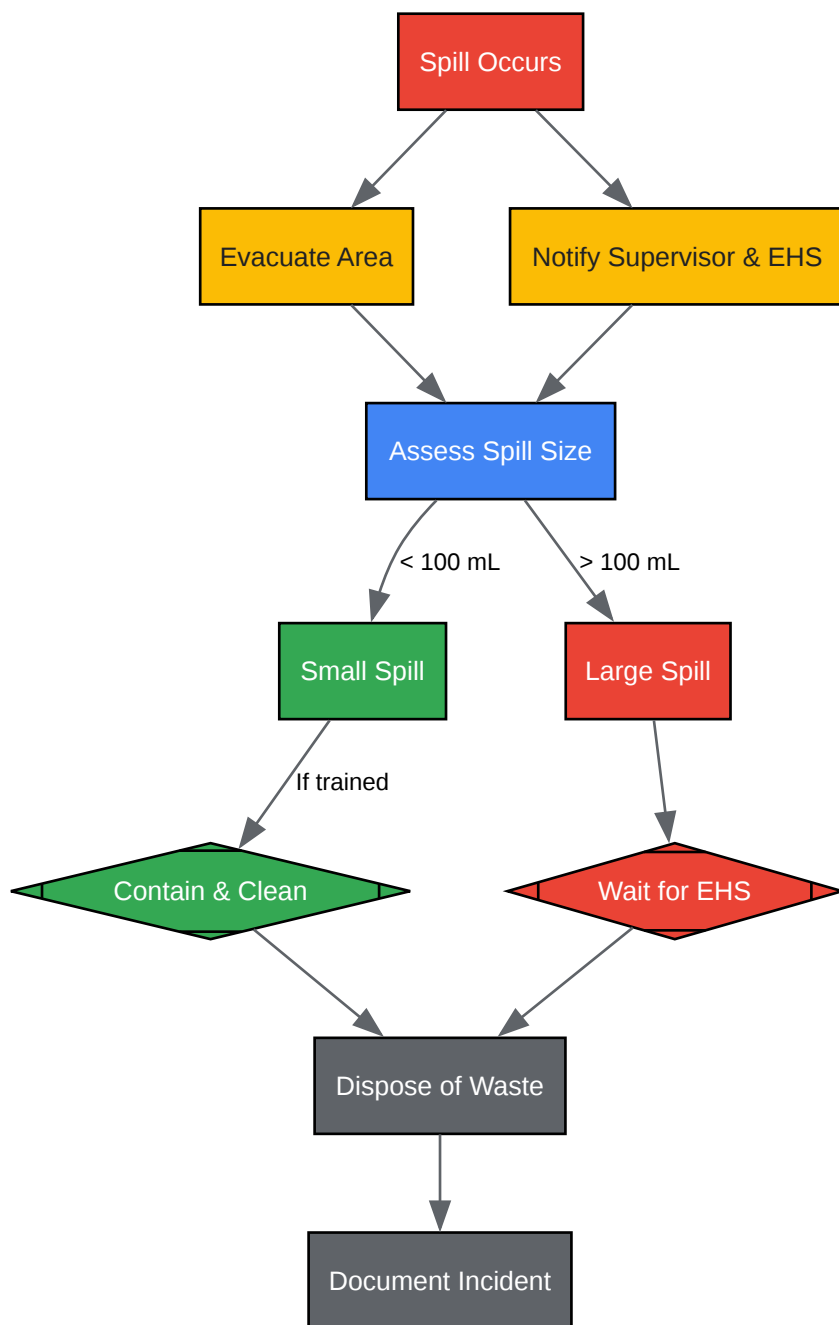 Spill Occurs
Evacuate Area
Notify Supervisor & EHS
Assess Spill Size
< 100 mL
> 100 mL
Small Spill
Large Spill
If trained
Contain & Clean
Wait for EHS
Dispose of Waste
Document Incident